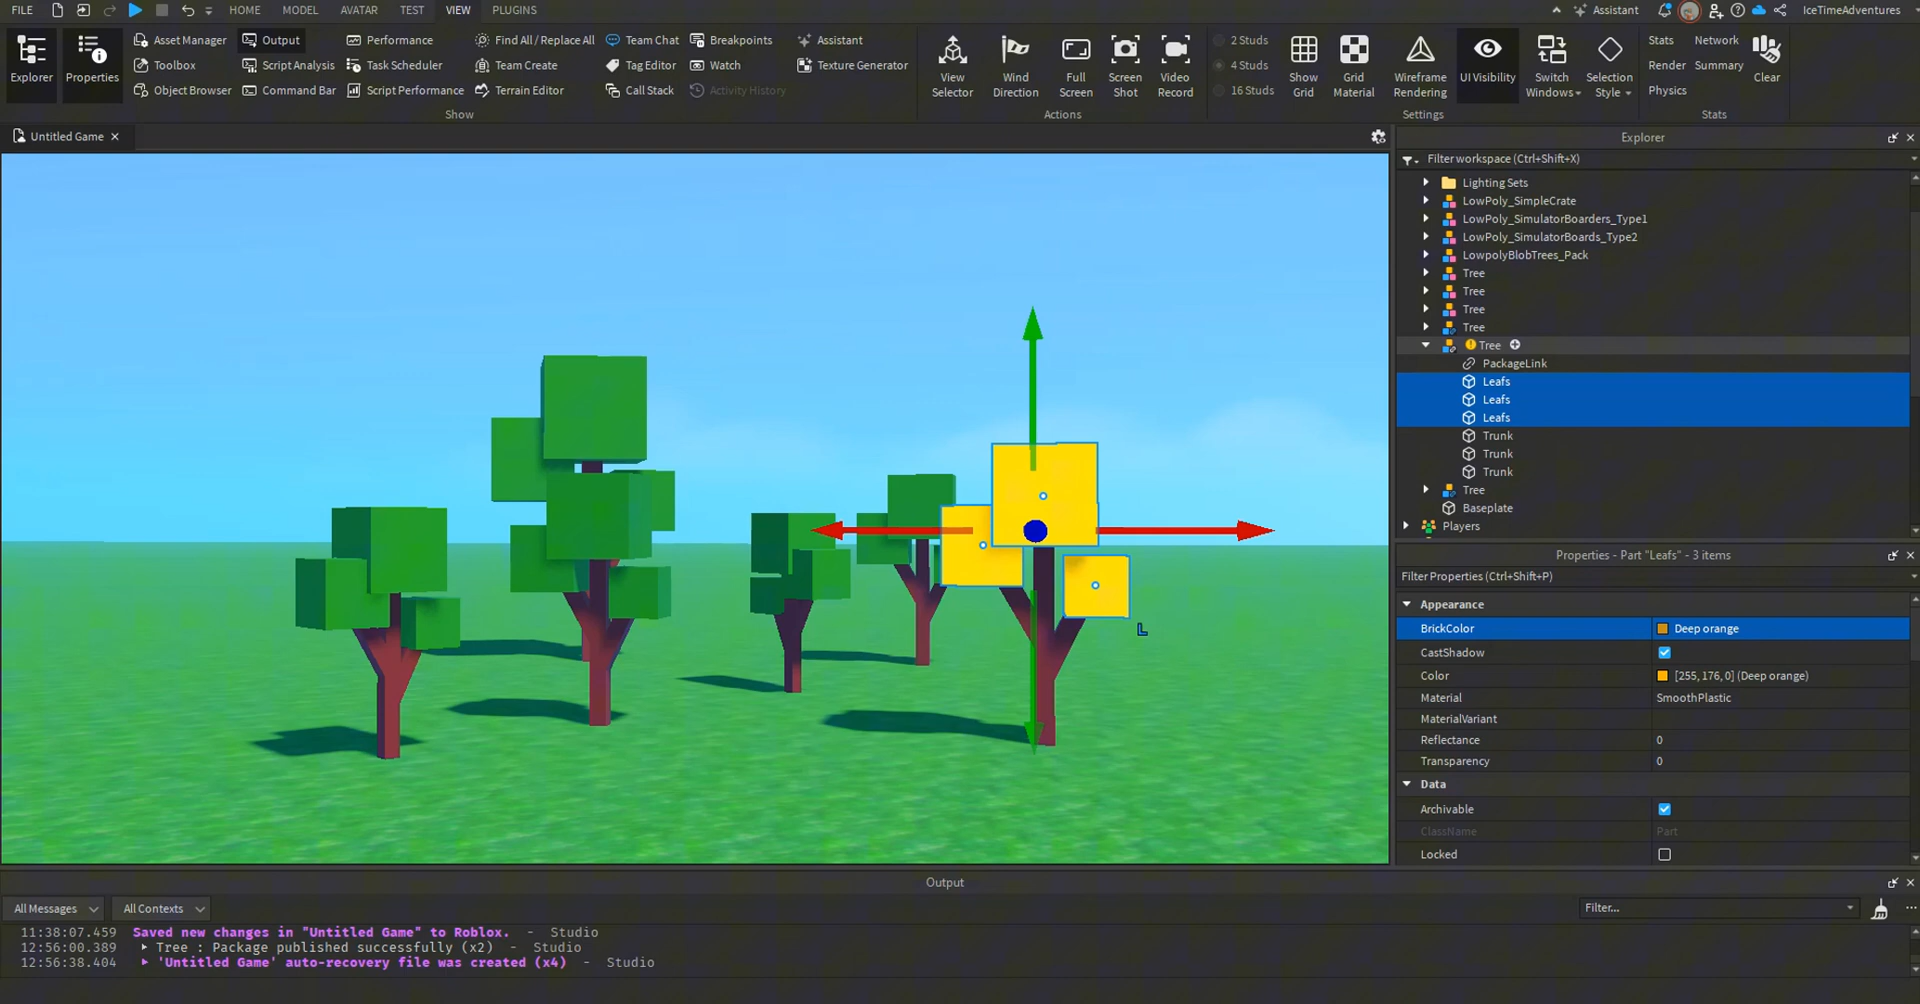 FILE HOME MODEL AVATAR TEST VIEW PLUGINS Assistant IceTimeAdventures
Explorer
Properties
Asset Manager
Toolbox
Object Browser
Output
Script Analysis
Command Bar
Performance
Task Scheduler
Script Performance
Find All / Replace All
Team Create
Terrain Editor
Team Chat
Tag Editor
Call Stack
Breakpoints
Watch
Activity History
Assistant
Texture Generator
Show
View
Selector
Wind
Direction
Full
Screen
Screen
Shot
Video
Record
Actions
2 Studs
4 Studs
16 Studs
Show
Grid
Grid
Material
Wireframe
Rendering
UI Visibility
Switch
Windows
Selection
Style
Settings
Stats
Render
Physics
Network
Summary
Clear
Stats
Untitled Game
Explorer
Filter workspace (Ctrl+Shift+X)
Lighting Sets
LowPoly_SimpleCrate
LowPoly_SimulatorBoarders_Type1
LowPoly_SimulatorBoards_Type2
LowpolyBlobTrees_Pack
Tree
Tree
Tree
Tree
Tree
PackageLink
Leafs
Leafs
Leafs
Trunk
Trunk
Trunk
Tree
Baseplate
Players
Properties - Part "Leafs" - 3 items
Filter Properties (Ctrl+Shift+P)
Appearance
BrickColor Deep orange
CastShadow
Color [255, 176, 0] (Deep orange)
Material SmoothPlastic
MaterialVariant
Reflectance 0
Transparency 0
Data
Archivable
ClassName Part
Locked
L
Output
All Messages All Contexts Filter...
11:38:07.459 Saved new changes in "Untitled Game" to Roblox. - Studio
12:56:00.389 Tree : Package published successfully (x2) - Studio
12:56:38.404 'Untitled Game' auto-recovery file was created (x4) - Studio